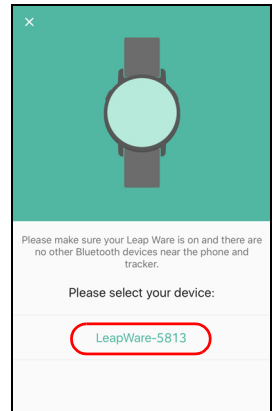 Please make sure your Leap Ware is on and there are
no other Bluetooth devices near the phone and
tracker.
Please select your device:
LeapWare-5813